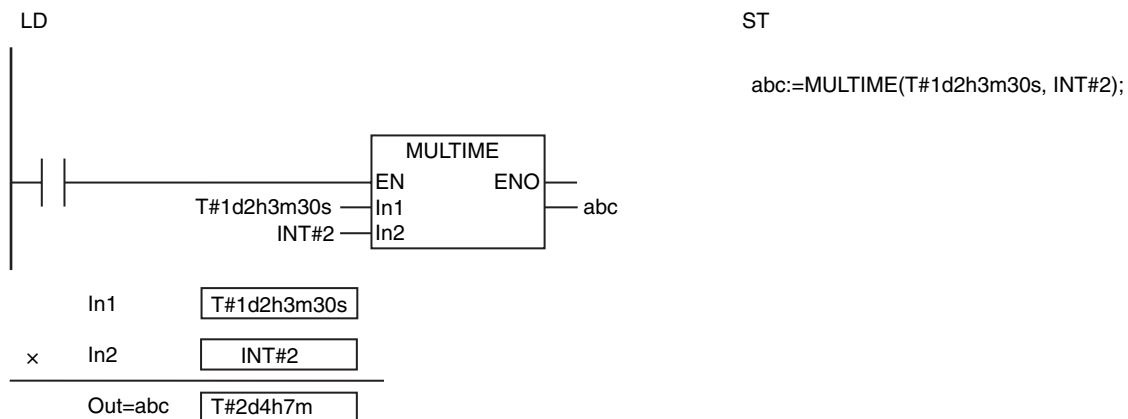 LD
ST
abc:=MULTIME(T#1d2h3m30s, INT#2);
MULTIME
EN ENO
T#1d2h3m30s In1 abc
INT#2 In2
In1 T#1d2h3m30s
× In2 INT#2
Out=abc T#2d4h7m